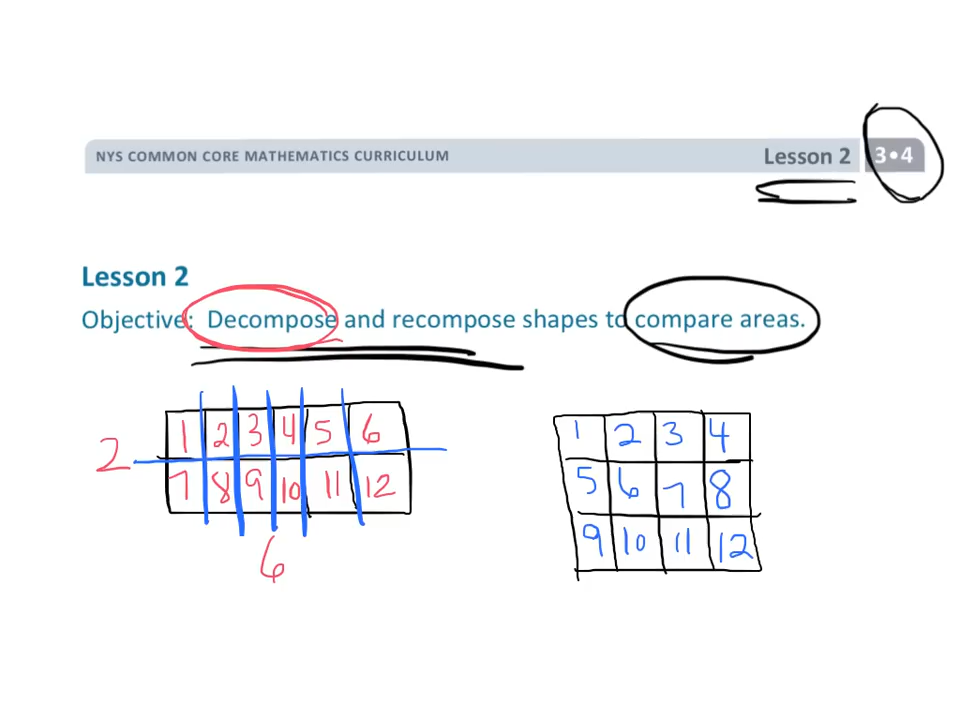 NYS COMMON CORE MATHEMATICS CURRICULUM Lesson 2 3•4
Lesson 2
Objective: Decompose and recompose shapes to compare areas.
1 2 3 4 5 6
2
7 8 9 10 11 12
6
1 2 3 4
5 6 7 8
9 10 11 12